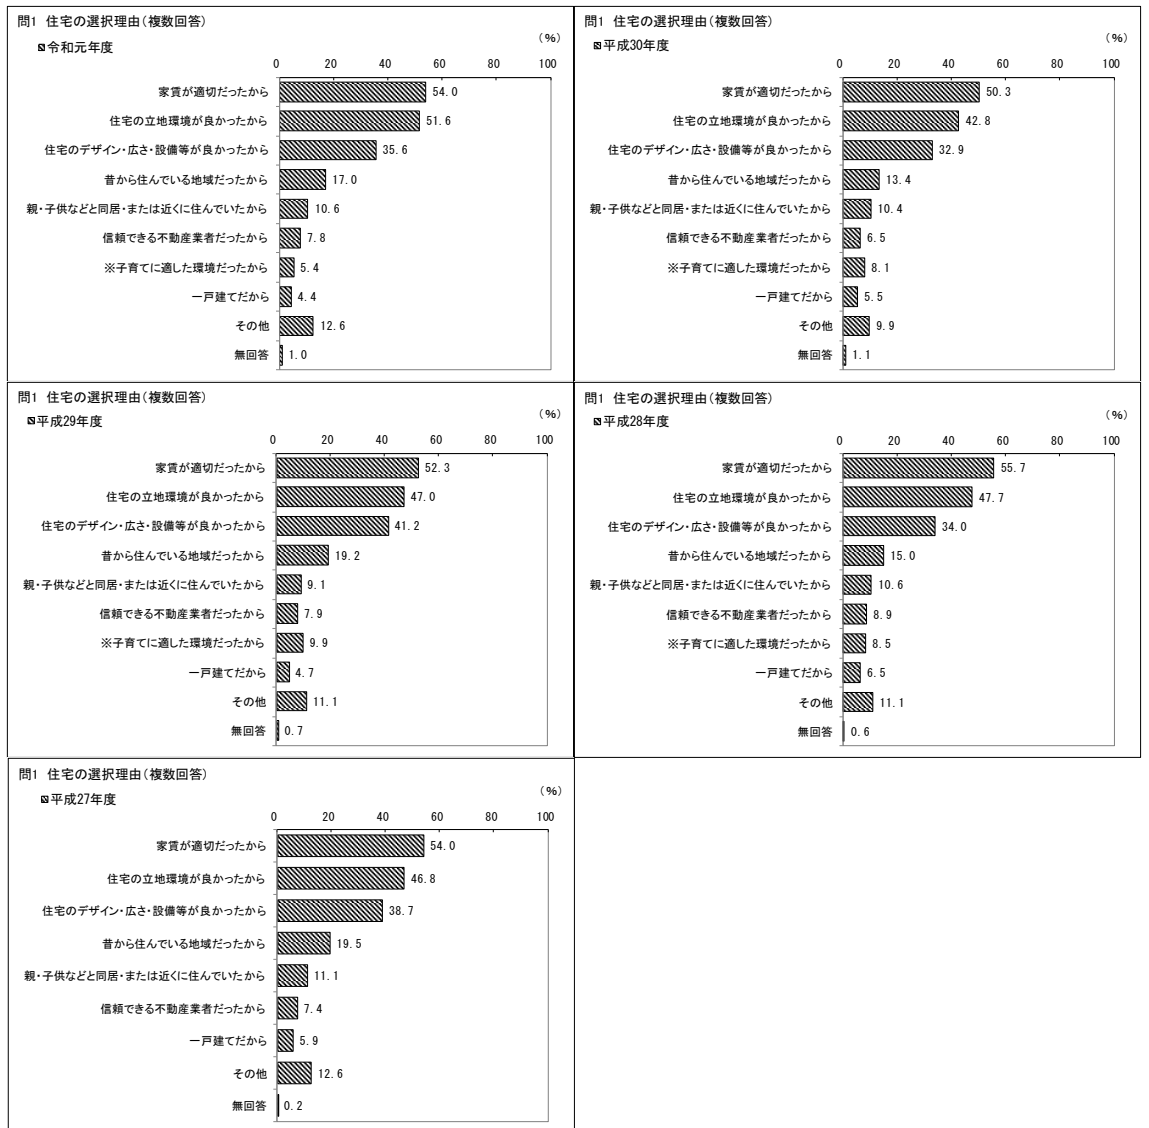 問1 住宅の選択理由（複数回答）
（%）
令和元年度
0 20 40 60 80 100
家賃が適切だったから 54.0
住宅の立地環境が良かったから 51.6
住宅のデザイン・広さ・設備等が良かったから 35.6
昔から住んでいる地域だったから 17.0
親・子供などと同居・または近くに住んでいたから 10.6
信頼できる不動産業者だったから 7.8
※子育てに適した環境だったから 5.4
一戸建てだから 4.4
その他 12.6
無回答 1.0
問1 住宅の選択理由（複数回答）
（%）
平成30年度
0 20 40 60 80 100
家賃が適切だったから 50.3
住宅の立地環境が良かったから 42.8
住宅のデザイン・広さ・設備等が良かったから 32.9
昔から住んでいる地域だったから 13.4
親・子供などと同居・または近くに住んでいたから 10.4
信頼できる不動産業者だったから 6.5
※子育てに適した環境だったから 8.1
一戸建てだから 5.5
その他 9.9
無回答 1.1
問1 住宅の選択理由（複数回答）
（%）
平成29年度
0 20 40 60 80 100
家賃が適切だったから 52.3
住宅の立地環境が良かったから 47.0
住宅のデザイン・広さ・設備等が良かったから 41.2
昔から住んでいる地域だったから 19.2
親・子供などと同居・または近くに住んでいたから 9.1
信頼できる不動産業者だったから 7.9
※子育てに適した環境だったから 9.9
一戸建てだから 4.7
その他 11.1
無回答 0.7
問1 住宅の選択理由（複数回答）
（%）
平成28年度
0 20 40 60 80 100
家賃が適切だったから 55.7
住宅の立地環境が良かったから 47.7
住宅のデザイン・広さ・設備等が良かったから 34.0
昔から住んでいる地域だったから 15.0
親・子供などと同居・または近くに住んでいたから 10.6
信頼できる不動産業者だったから 8.9
※子育てに適した環境だったから 8.5
一戸建てだから 6.5
その他 11.1
無回答 0.6
問1 住宅の選択理由（複数回答）
（%）
平成27年度
0 20 40 60 80 100
家賃が適切だったから 54.0
住宅の立地環境が良かったから 46.8
住宅のデザイン・広さ・設備等が良かったから 38.7
昔から住んでいる地域だったから 19.5
親・子供などと同居・または近くに住んでいたから 11.1
信頼できる不動産業者だったから 7.4
一戸建てだから 5.9
その他 12.6
無回答 0.2